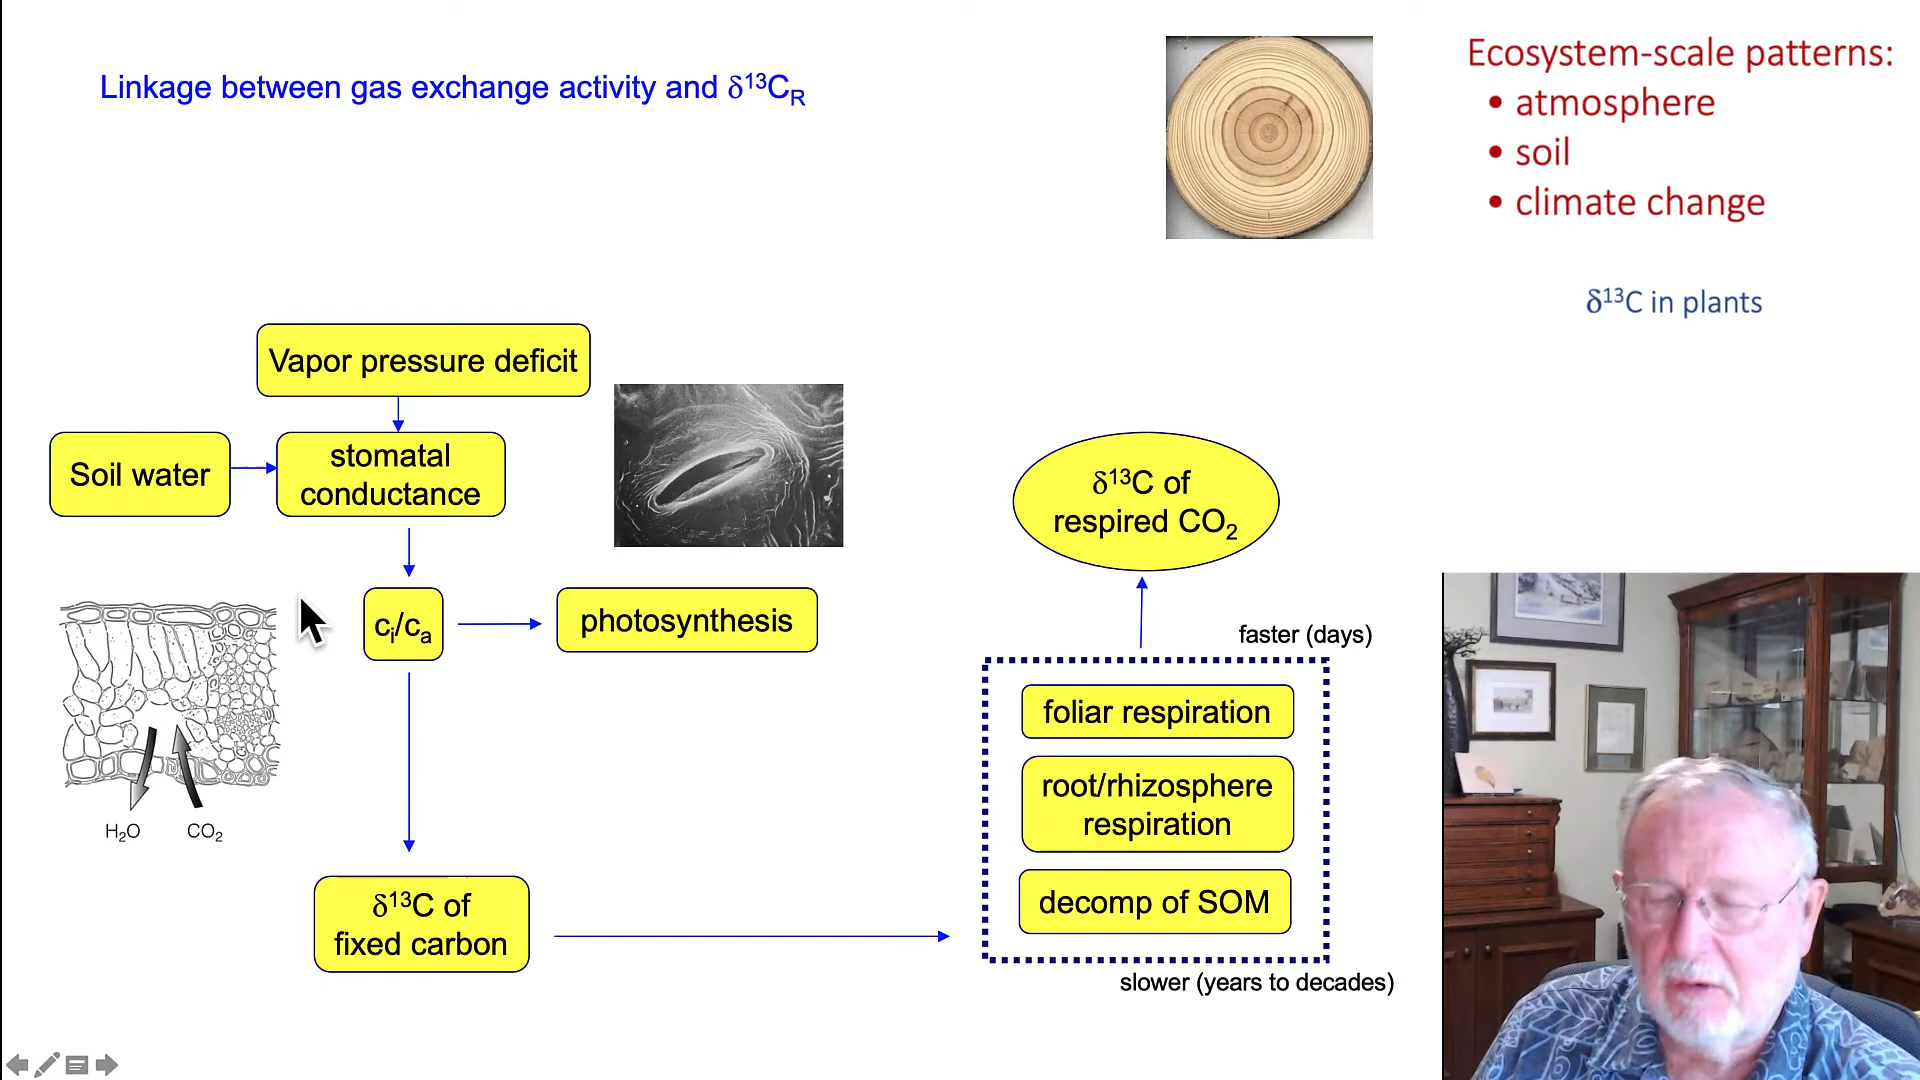 Linkage between gas exchange activity and δ¹³C_R
Ecosystem-scale patterns:
• atmosphere
• soil
• climate change
δ¹³C in plants
Vapor pressure deficit
Soil water
stomatal
conductance
cᵢ/cₐ
photosynthesis
H₂O
CO₂
δ¹³C of
fixed carbon
δ¹³C of
respired CO₂
faster (days)
foliar respiration
root/rhizosphere
respiration
decomp of SOM
slower (years to decades)